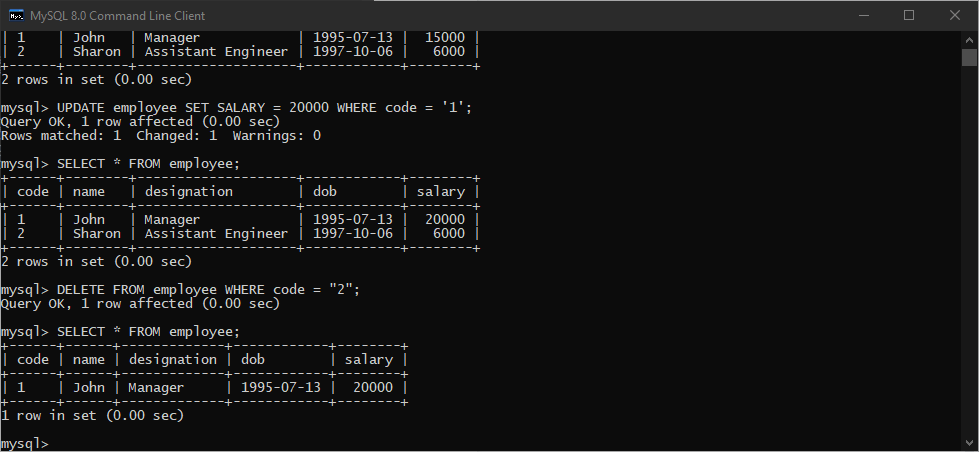 MySQL 8.0 Command Line Client
| 1    | John   | Manager            | 1995-07-13 |  15000 |
| 2    | Sharon | Assistant Engineer | 1997-10-06 |   6000 |
+------+--------+--------------------+------------+--------+
2 rows in set (0.00 sec)
mysql> UPDATE employee SET SALARY = 20000 WHERE code = '1';
Query OK, 1 row affected (0.00 sec)
Rows matched: 1  Changed: 1  Warnings: 0
mysql> SELECT * FROM employee;
+------+--------+--------------------+------------+--------+
| code | name   | designation        | dob        | salary |
+------+--------+--------------------+------------+--------+
| 1    | John   | Manager            | 1995-07-13 |  20000 |
| 2    | Sharon | Assistant Engineer | 1997-10-06 |   6000 |
+------+--------+--------------------+------------+--------+
2 rows in set (0.00 sec)
mysql> DELETE FROM employee WHERE code = "2";
Query OK, 1 row affected (0.00 sec)
mysql> SELECT * FROM employee;
+------+------+-------------+------------+--------+
| code | name | designation | dob        | salary |
+------+------+-------------+------------+--------+
| 1    | John | Manager     | 1995-07-13 |  20000 |
+------+------+-------------+------------+--------+
1 row in set (0.00 sec)
mysql>